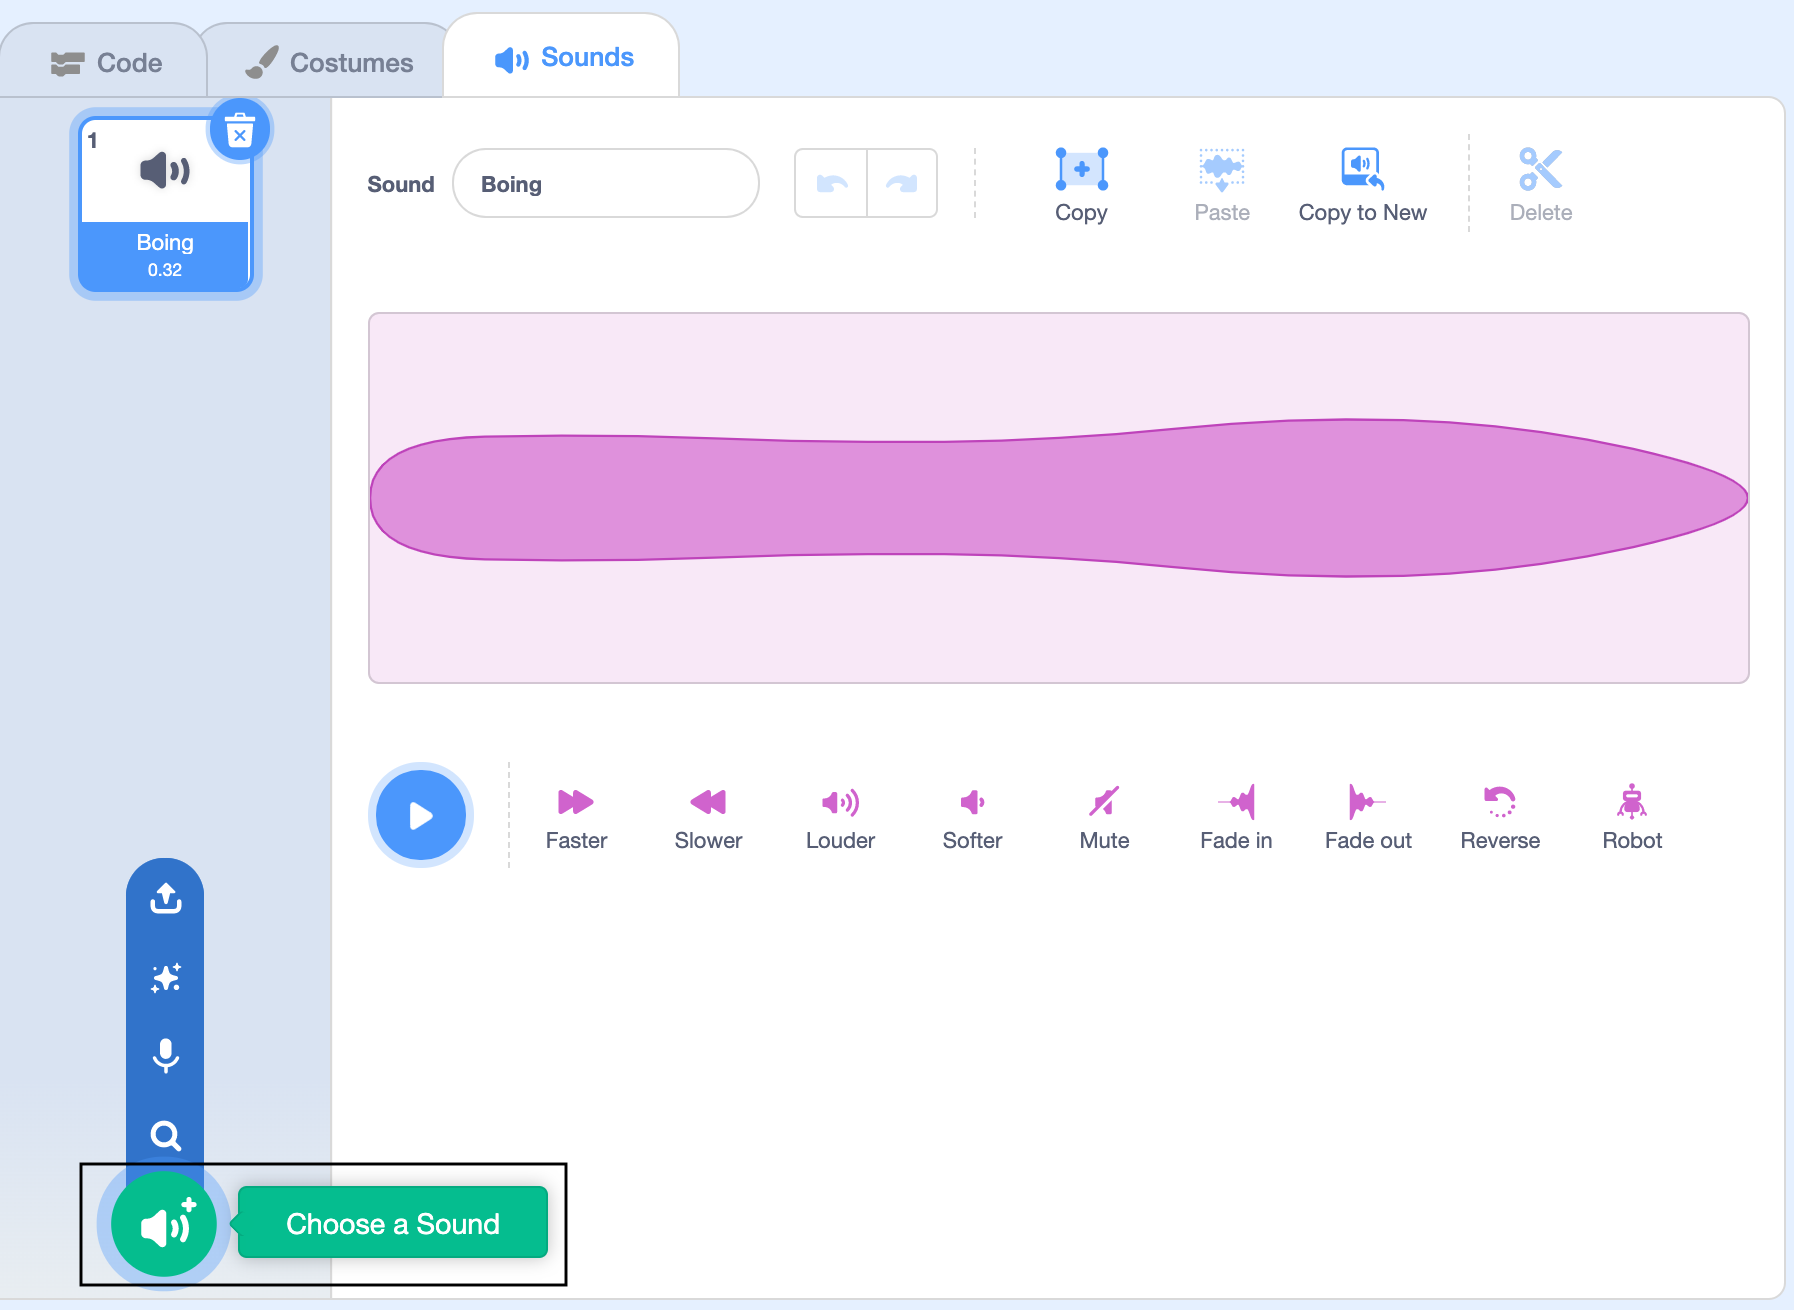 Code
Costumes
Sounds
1
Boing
0.32
Sound
Boing
Copy
Paste
Copy to New
Delete
Faster
Slower
Louder
Softer
Mute
Fade in
Fade out
Reverse
Robot
Choose a Sound